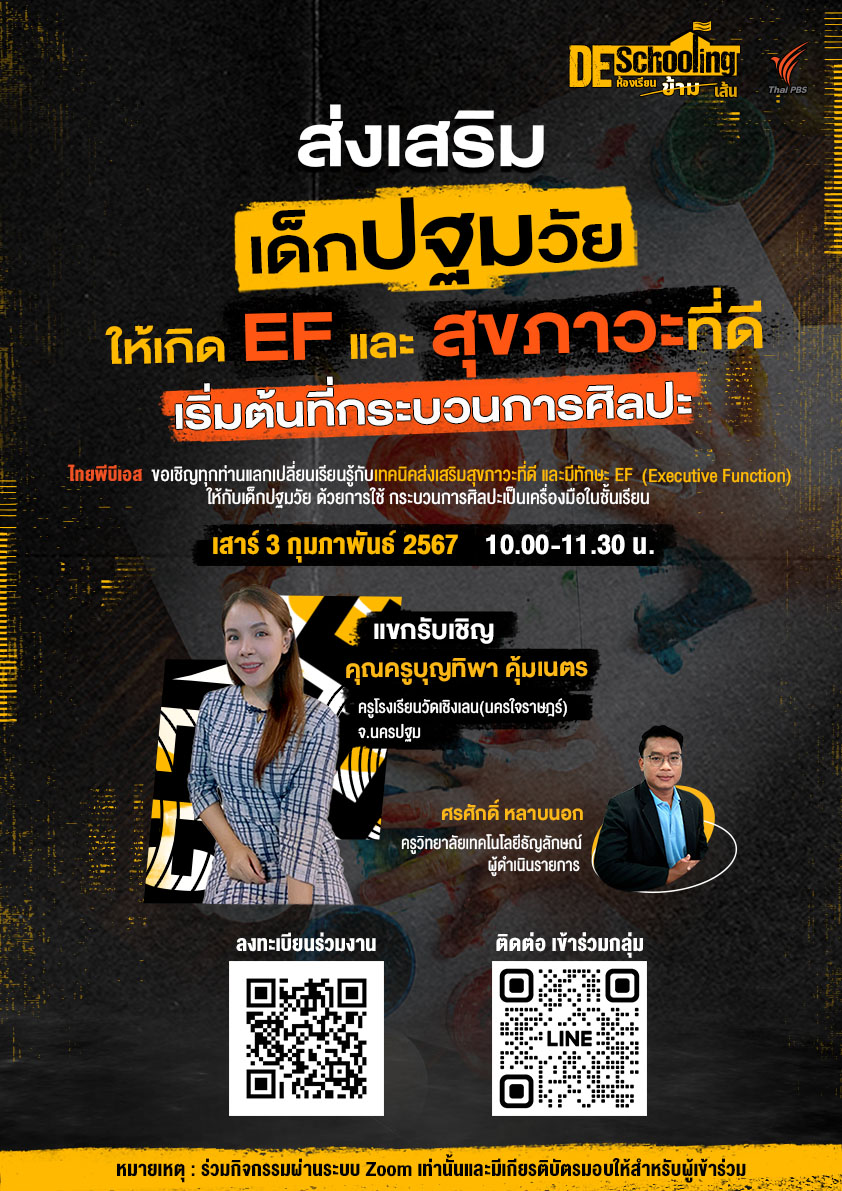 DESchooling
ห้องเรียน ข้าม เส้น
Thai PBS
ส่งเสริม
เด็กปฐมวัย
ให้เกิด EF และ สุขภาวะที่ดี
เริ่มต้นที่กระบวนการศิลปะ
ไทยพีบีเอส ขอเชิญทุกท่านแลกเปลี่ยนเรียนรู้กับเทคนิคส่งเสริมสุขภาวะที่ดี และมีทักษะ EF (Executive Function)
ให้กับเด็กปฐมวัย ด้วยการใช้ กระบวนการศิลปะเป็นเครื่องมือในชั้นเรียน
เสาร์ 3 กุมภาพันธ์ 2567 10.00-11.30 น.
แขกรับเชิญ
คุณครูบุญทิพา คุ้มเนตร
ครูโรงเรียนวัดเชิงเลน(นครใจราษฎร์)
จ.นครปฐม
ศรศักดิ์ หลาบนอก
ครูวิทยาลัยเทคโนโลยีธัญลักษณ์
ผู้ดำเนินรายการ
ลงทะเบียนร่วมงาน
ติดต่อ เข้าร่วมกลุ่ม
LINE
หมายเหตุ : ร่วมกิจกรรมผ่านระบบ Zoom เท่านั้นและมีเกียรติบัตรมอบให้สำหรับผู้เข้าร่วม